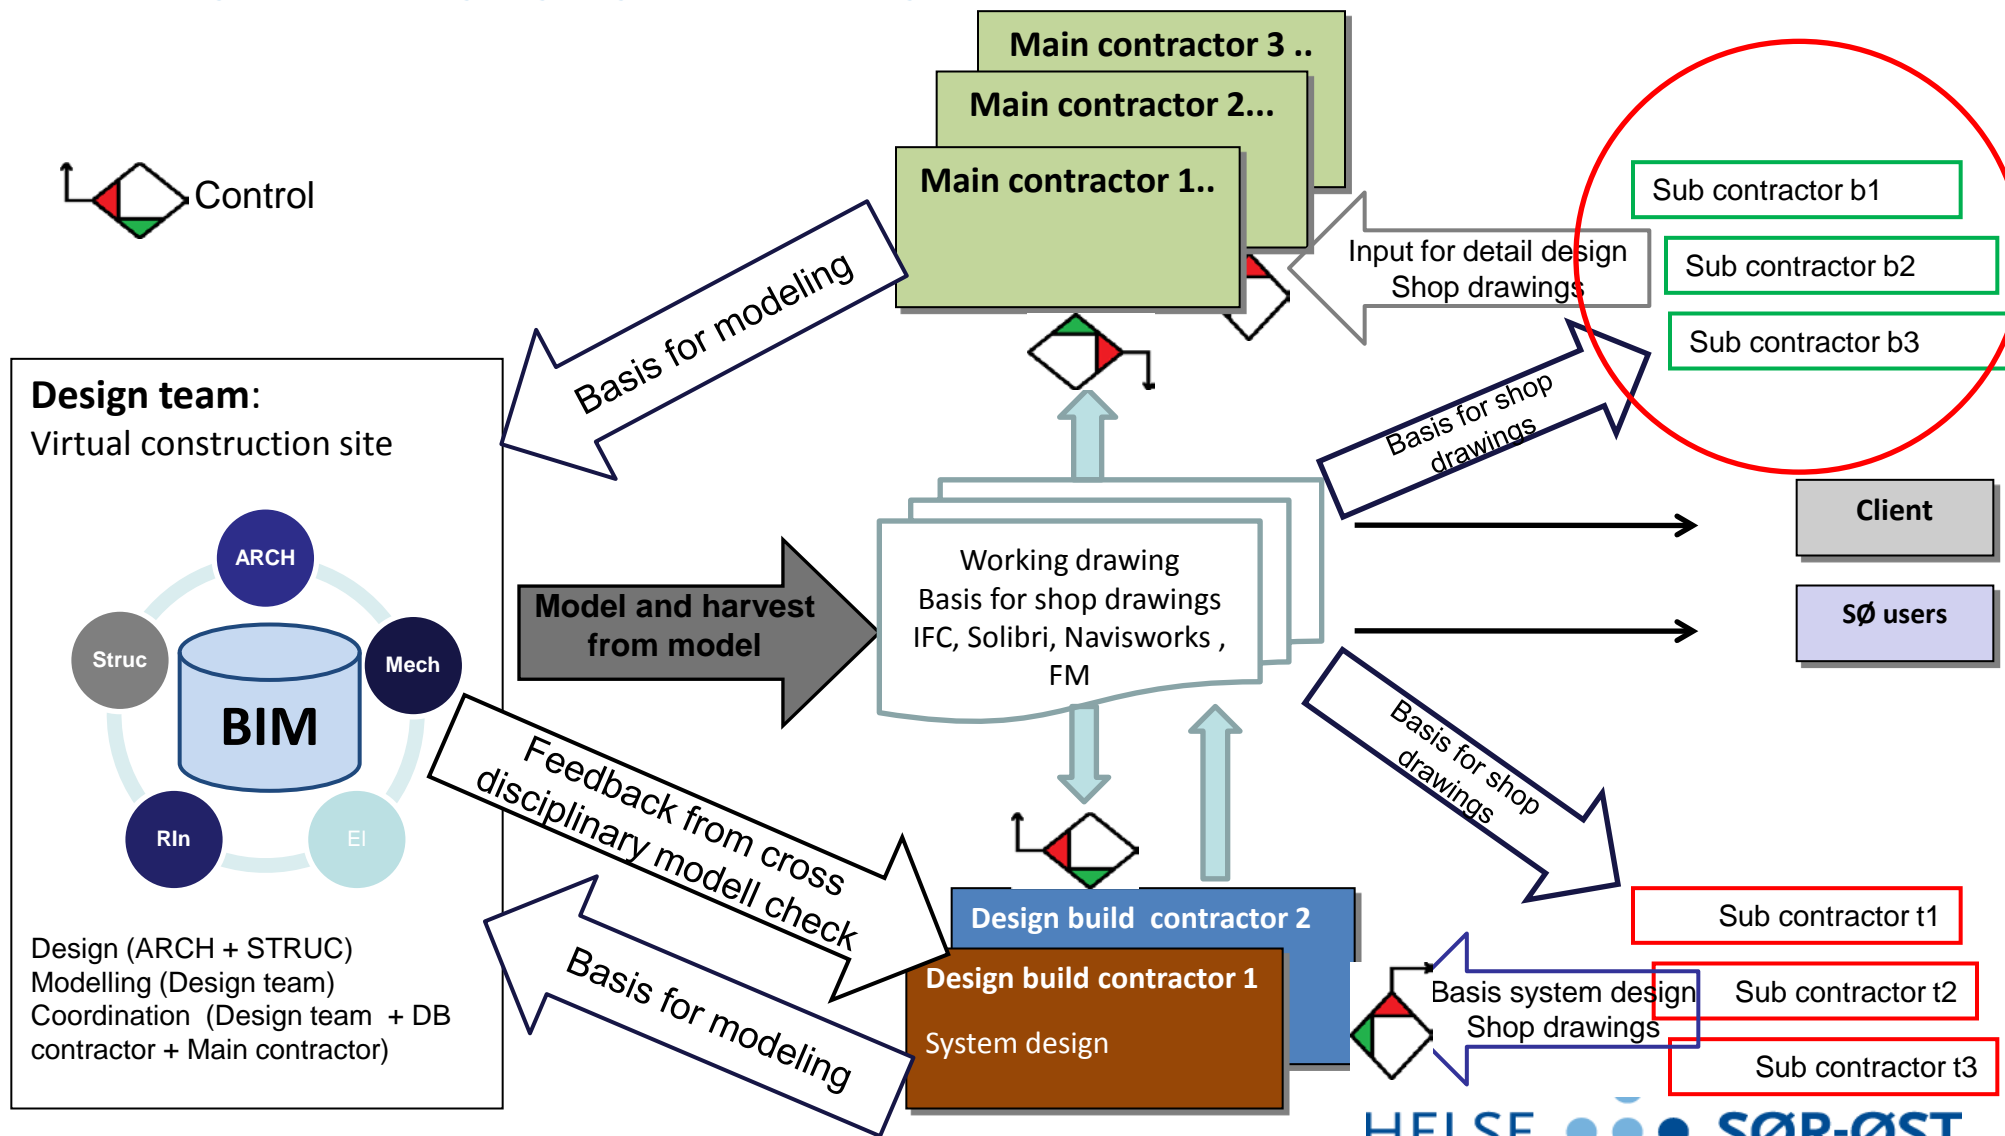 Main contractor 3 ..
Main contractor 2...
Main contractor 1..
Control
Sub contractor b1
Sub contractor b2
Sub contractor b3
Input for detail design
Shop drawings
Basis for modeling
Basis for shop
drawings
Design team:
Virtual construction site
ARCH
Struc
Mech
BIM
RIn
El
Design (ARCH + STRUC)
Modelling (Design team)
Coordination (Design team + DB
contractor + Main contractor)
Model and harvest
from model
Working drawing
Basis for shop drawings
IFC, Solibri, Navisworks ,
FM
Client
SØ users
Basis for shop
drawings
Feedback from cross
disciplinary modell check
Basis for modeling
Design build contractor 2
Design build contractor 1
System design
Basis system design
Shop drawings
Sub contractor t1
Sub contractor t2
Sub contractor t3
HELSE SØR-ØST